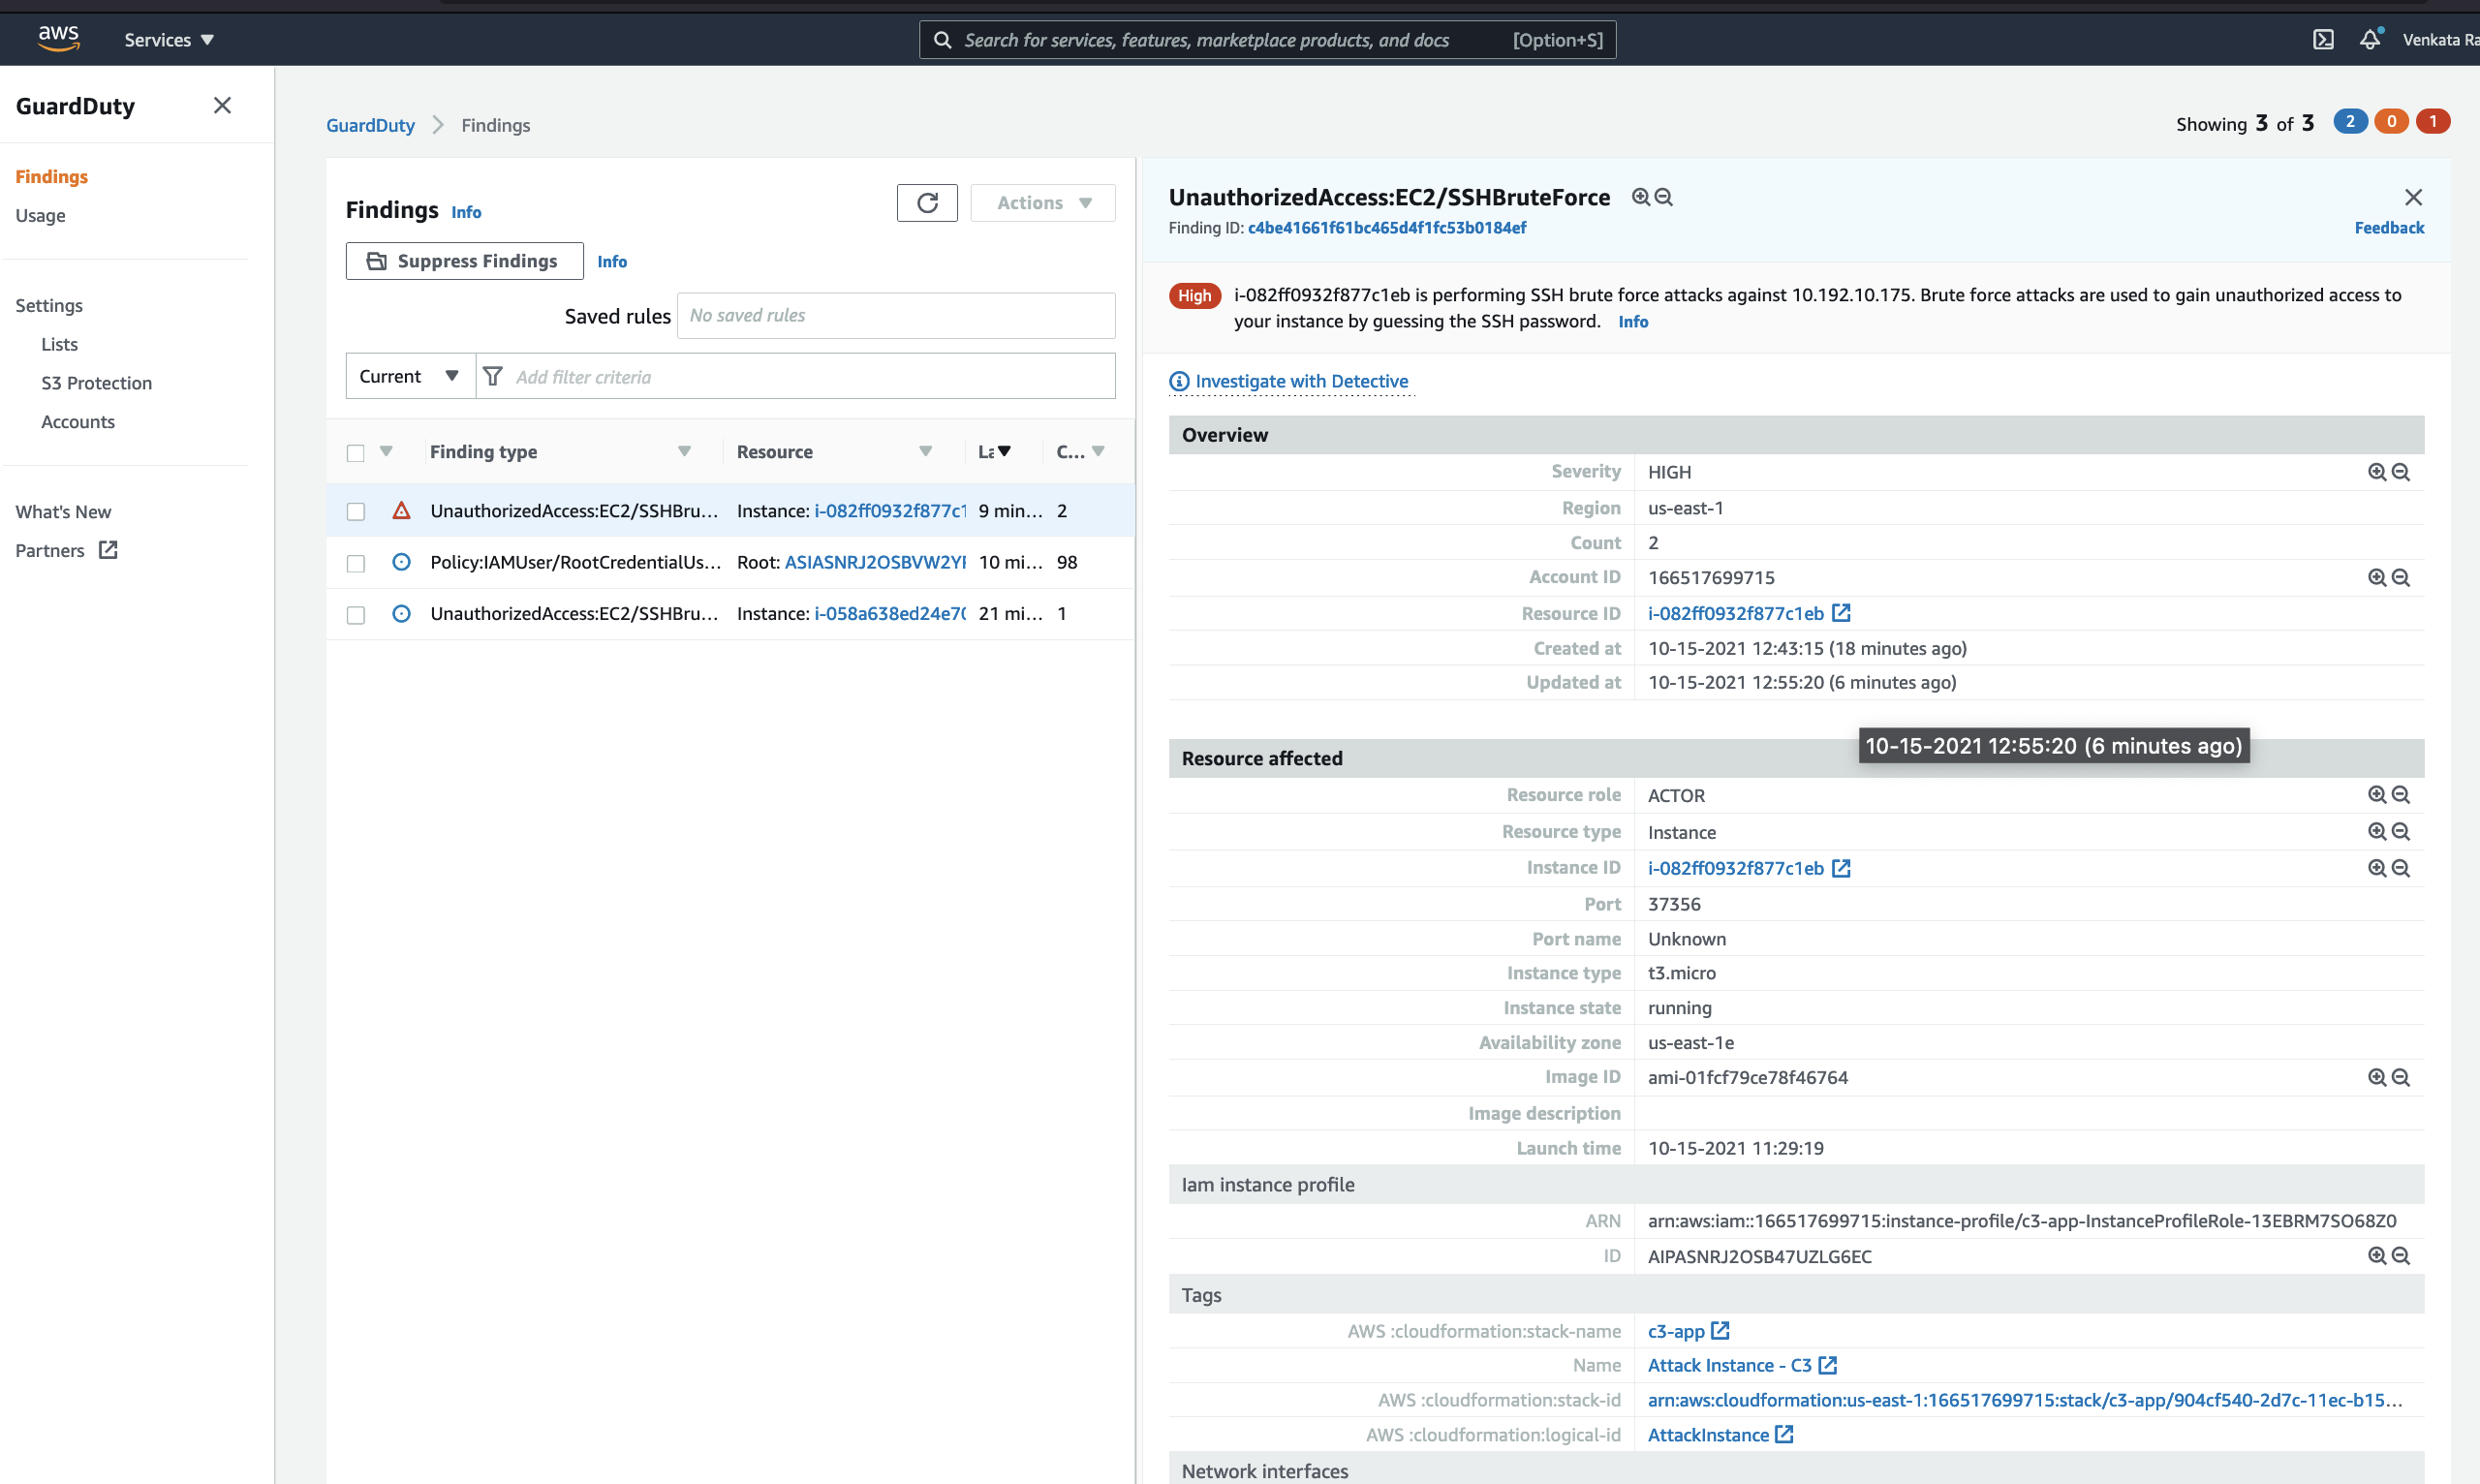 aws
Services
Search for services, features, marketplace products, and docs
[Option+S]
Venkata Ra
GuardDuty
Findings
Usage
Settings
Lists
S3 Protection
Accounts
What's New
Partners
GuardDuty
Findings
Showing 3 of 3
2
0
1
Findings Info
Actions
Suppress Findings
Info
Saved rules
No saved rules
Current
Add filter criteria
Finding type
Resource
La
C...
UnauthorizedAccess:EC2/SSHBru... Instance: i-082ff0932f877c1 9 min... 2
Policy:IAMUser/RootCredentialUs... Root: ASIASNRJ2OSBVW2Y 10 mi... 98
UnauthorizedAccess:EC2/SSHBru... Instance: i-058a638ed24e70 21 mi... 1
UnauthorizedAccess:EC2/SSHBruteForce
Finding ID: c4be41661f61bc465d4f1fc53b0184ef
Feedback
High
i-082ff0932f877c1eb is performing SSH brute force attacks against 10.192.10.175. Brute force attacks are used to gain unauthorized access to
your instance by guessing the SSH password. Info
Investigate with Detective
Overview
Severity HIGH
Region us-east-1
Count 2
Account ID 166517699715
Resource ID i-082ff0932f877c1eb
Created at 10-15-2021 12:43:15 (18 minutes ago)
Updated at 10-15-2021 12:55:20 (6 minutes ago)
10-15-2021 12:55:20 (6 minutes ago)
Resource affected
Resource role ACTOR
Resource type Instance
Instance ID i-082ff0932f877c1eb
Port 37356
Port name Unknown
Instance type t3.micro
Instance state running
Availability zone us-east-1e
Image ID ami-01fcf79ce78f46764
Image description
Launch time 10-15-2021 11:29:19
Iam instance profile
ARN arn:aws:iam::166517699715:instance-profile/c3-app-InstanceProfileRole-13EBRM7SO68Z0
ID AIPASNRJ2OSB47UZLG6EC
Tags
AWS :cloudformation:stack-name c3-app
Name Attack Instance - C3
AWS :cloudformation:stack-id arn:aws:cloudformation:us-east-1:166517699715:stack/c3-app/904cf540-2d7c-11ec-b15...
AWS :cloudformation:logical-id AttackInstance
Network interfaces